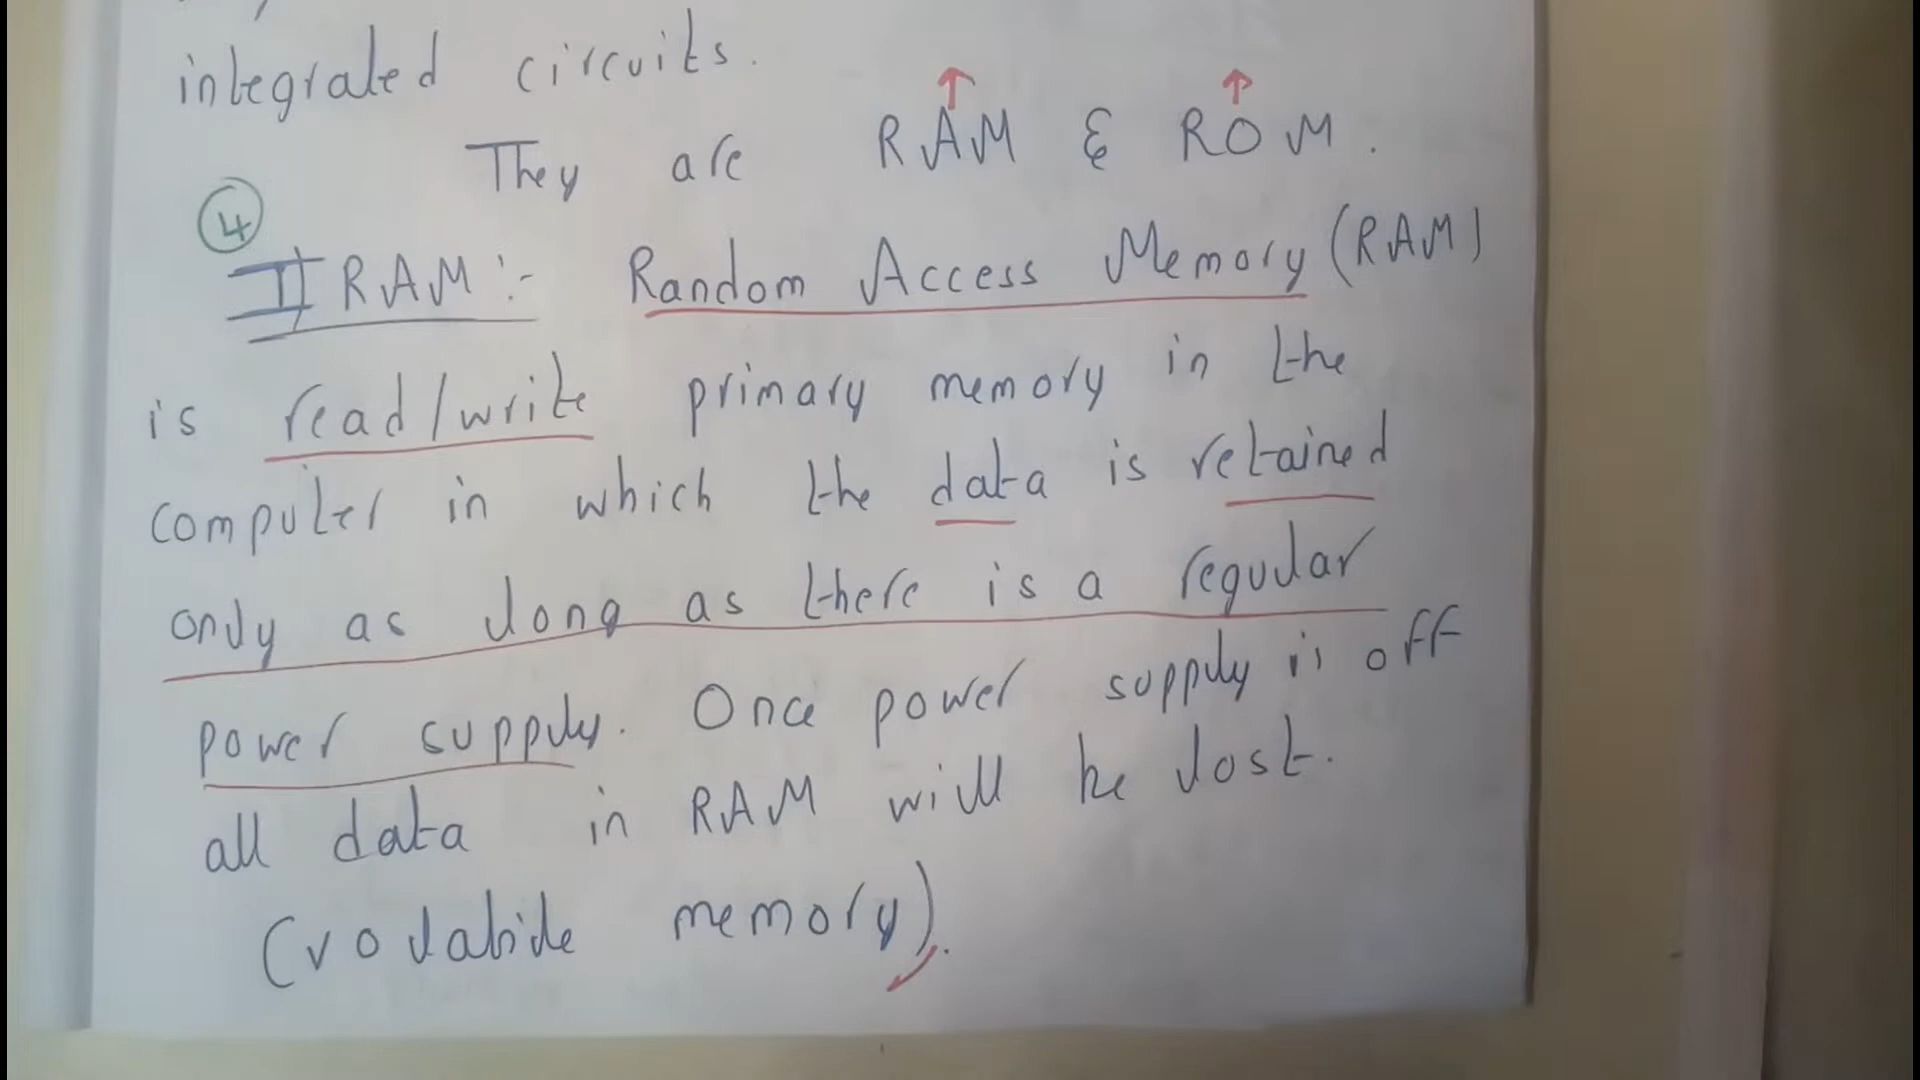 integrated circuits.
They are RAM & ROM.
4
II RAM :- Random Access Memory (RAM)
is read/write primary memory in the
computer in which the data is retained
only as long as there is a regular
power supply. Once power supply is off
all data in RAM will be lost.
(volabile memory).